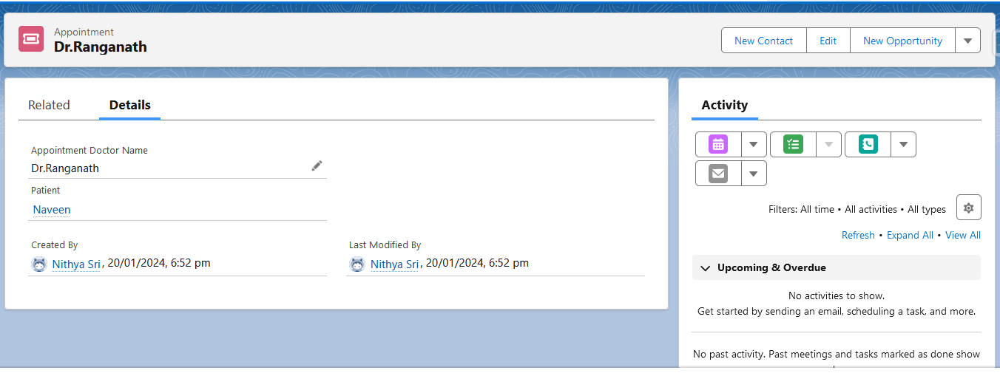 Appointment
Dr.Ranganath
New Contact
Edit
New Opportunity
Related
Details
Appointment Doctor Name
Dr.Ranganath
Patient
Naveen
Created By
Nithya Sri, 20/01/2024, 6:52 pm
Last Modified By
Nithya Sri, 20/01/2024, 6:52 pm
Activity
Filters: All time • All activities • All types
Refresh • Expand All • View All
Upcoming & Overdue
No activities to show.
Get started by sending an email, scheduling a task, and more.
No past activity. Past meetings and tasks marked as done show